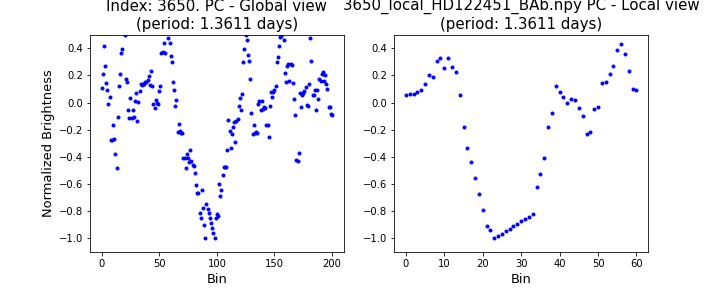 Index: 3650. PC - Global view
(period: 1.3611 days)
3650_local_HD122451_BAb.npy PC - Local view
(period: 1.3611 days)
Normalized Brightness
0.4
0.2
0.0
−0.2
−0.4
−0.6
−0.8
−1.0
0 50 100 150 200
Bin
0.4
0.2
0.0
−0.2
−0.4
−0.6
−0.8
−1.0
0 10 20 30 40 50 60
Bin